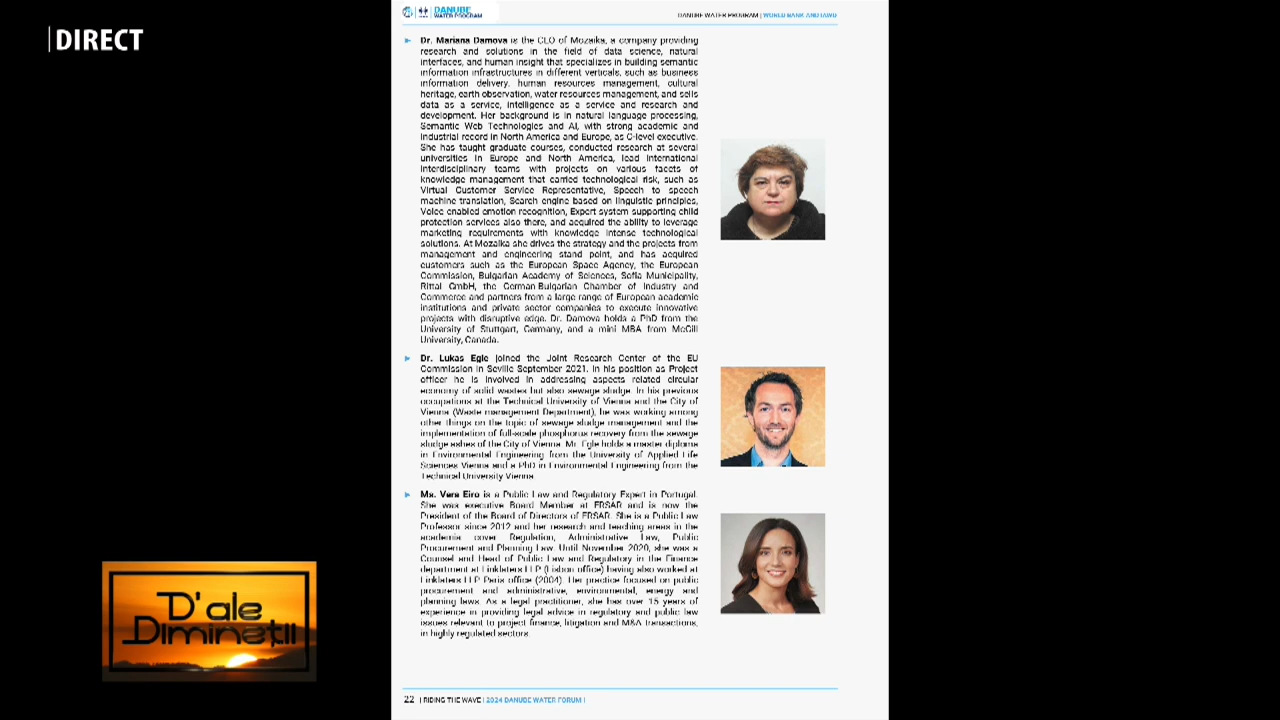 DIRECT
DANUBE
WATER PROGRAM
DANUBE WATER PROGRAM | WORLD BANK AND IAWD
► Dr. Mariana Damova is the CEO of Mozaika, a company providing
research and solutions in the field of data science, natural
interfaces, and human insight that specializes in building semantic
information infrastructures in different verticals, such as business
information delivery, human resources management, cultural
heritage, earth observation, water resources management, and sells
data as a service, intelligence as a service and research and
development. Her background is in natural language processing,
Semantic Web Technologies and AI, with strong academic and
industrial record in North America and Europe, as C-level executive.
She has taught graduate courses, conducted research at several
universities in Europe and North America, lead international
interdisciplinary teams with projects on various facets of
knowledge management that carried technological risk, such as
Virtual Customer Service Representative, Speech to speech
machine translation, Search engine based on linguistic principles,
Voice enabled emotion recognition, Expert system supporting child
protection services also there, and acquired the ability to leverage
marketing requirements with knowledge intense technological
solutions. At Mozaika she drives the strategy and the projects from
management and engineering stand point, and has acquired
customers such as the European Space Agency, the European
Commission, Bulgarian Academy of Sciences, Sofia Municipality,
Rittal GmbH, the German-Bulgarian Chamber of Industry and
Commerce and partners from a large range of European academic
institutions and private sector companies to execute innovative
projects with disruptive edge. Dr. Damova holds a PhD from the
University of Stuttgart, Germany, and a mini MBA from McGill
University, Canada.
► Dr. Lukas Egle joined the Joint Research Center of the EU
Commission in Seville September 2021. In his position as Project
officer he is involved in addressing aspects related circular
economy of solid wastes but also sewage sludge. In his previous
occupations at the Technical University of Vienna and the City of
Vienna (Waste management Department), he was working among
other things on the topic of sewage sludge management and the
implementation of full-scale phosphorus recovery from the sewage
sludge ashes of the City of Vienna. Mr. Egle holds a master diploma
in Environmental Engineering from the University of Applied Life
Sciences Vienna and a PhD in Environmental Engineering from the
Technical University Vienna.
► Ms. Vera Eiro is a Public Law and Regulatory Expert in Portugal.
She was executive Board Member at ERSAR and is now the
President of the Board of Directors of ERSAR. She is a Public Law
Professor since 2012 and her research and teaching areas in the
academia cover Regulation, Administrative Law, Public
Procurement and Planning Law. Until November 2020, she was a
Counsel and Head of Public Law and Regulatory in the Finance
department at Linklaters LLP (Lisbon office) having also worked at
Linklaters LLP Paris office (2004). Her practice focused on public
procurement and administrative, environmental, energy and
planning laws. As a legal practitioner, she has over 15 years of
experience in providing legal advice in regulatory and public law
issues relevant to project finance, litigation and M&A transactions,
in highly regulated sectors.
D'ale
Dimineții
22 | RIDING THE WAVE | 2024 DANUBE WATER FORUM |